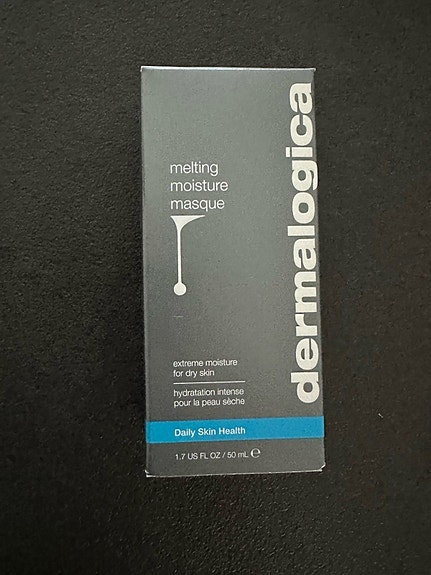 melting
moisture
masque
dermalogica
extreme moisture
for dry skin
hydratation intense
pour la peau sèche
Daily Skin Health
1.7 US FL OZ / 50 mL ℮